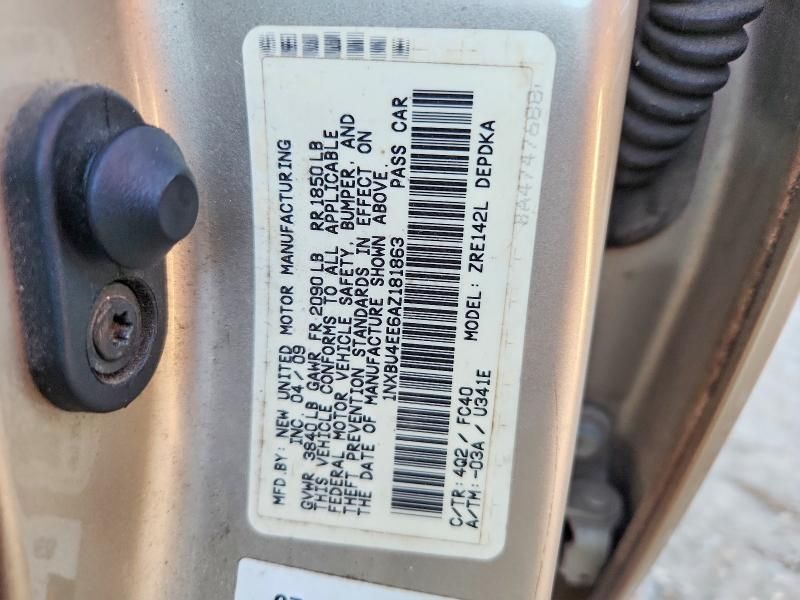 MFD.BY: NEW UNITED MOTOR MANUFACTURING
INC 04/09
GVWR 3840LB GAWR FR 2090LB RR 1850LB
THIS VEHICLE CONFORMS TO ALL APPLICABLE
FEDERAL MOTOR VEHICLE SAFETY, BUMPER, AND
THEFT PREVENTION STANDARDS IN EFFECT ON
THE DATE OF MANUFACTURE SHOWN ABOVE.
1NXBU4EE6AZ181863 PASS CAR
C/TR: 4Q2/FC40 MODEL: ZRE142L DEPDKA
A/TM: -03A/U341E